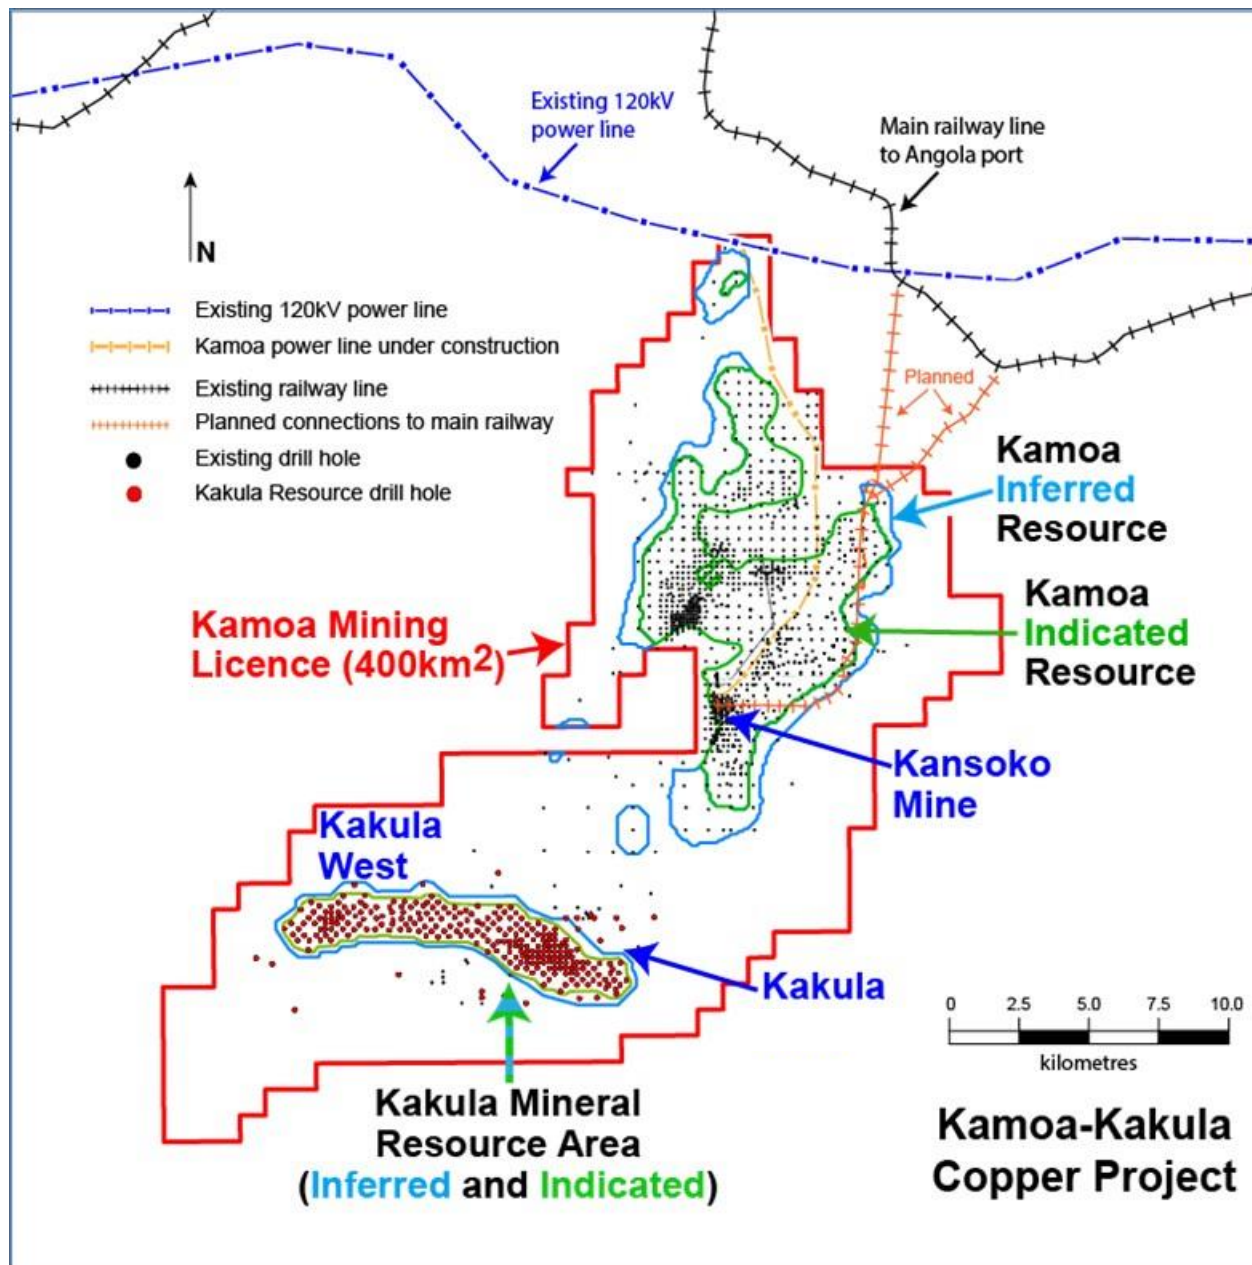 Existing 120kV
power line
Main railway line
to Angola port
N
Existing 120kV power line
Kamoa power line under construction
Existing railway line
Planned connections to main railway
Existing drill hole
Kakula Resource drill hole
Planned
Kamoa
Inferred
Resource
Kamoa
Indicated
Resource
Kamoa Mining
Licence (400km²)
Kansoko
Mine
Kakula
West
Kakula
0 2.5 5.0 7.5 10.0
kilometres
Kakula Mineral
Resource Area
(Inferred and Indicated)
Kamoa-Kakula
Copper Project